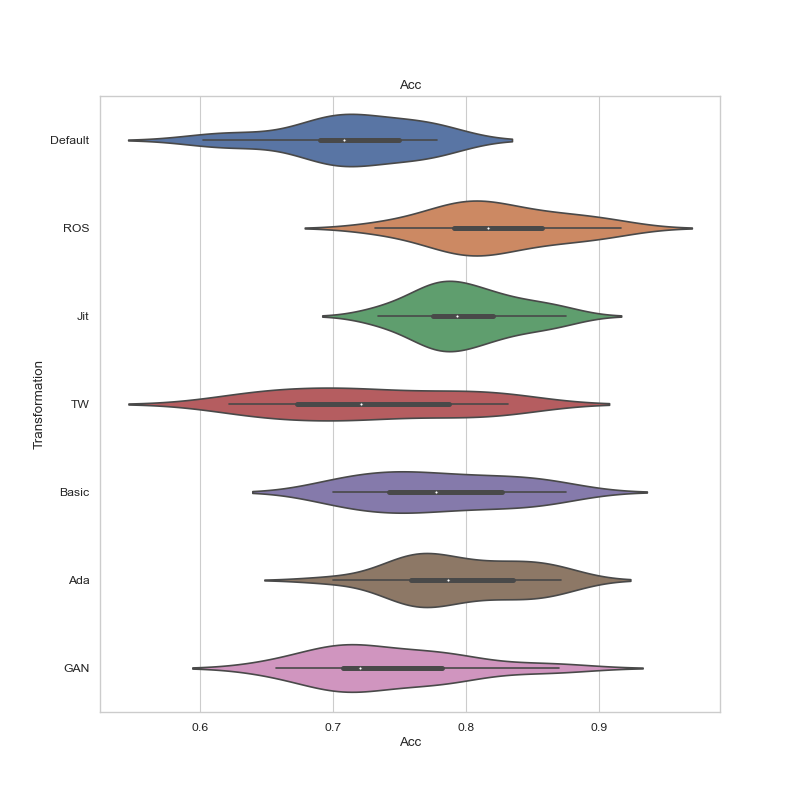 Acc
Transformation
Default
ROS
Jit
TW
Basic
Ada
GAN
0.6 0.7 0.8 0.9
Acc